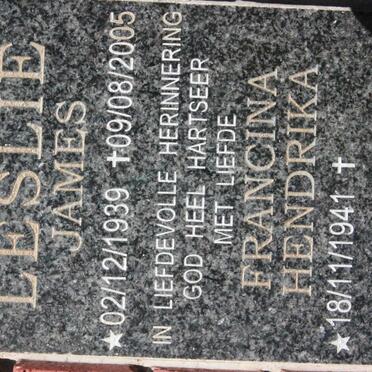 LESLIE
JAMES
★02/12/1939 ✝09/08/2005
IN LIEFDEVOLLE HERINNERING
GOD HEEL HARTSEER
MET LIEFDE
FRANCINA
HENDRIKA
★18/11/1941 ✝